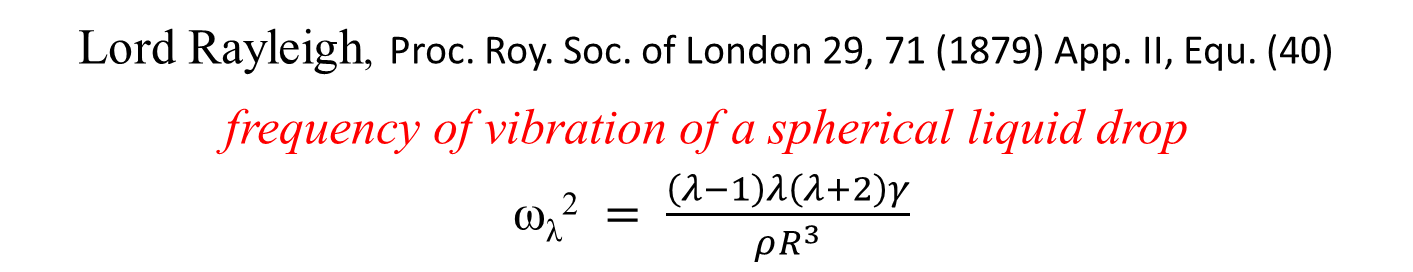 Lord Rayleigh, Proc. Roy. Soc. of London 29, 71 (1879) App. II, Equ. (40)
frequency of vibration of a spherical liquid drop
ω_λ² = (λ−1)λ(λ+2)γ / ρR³